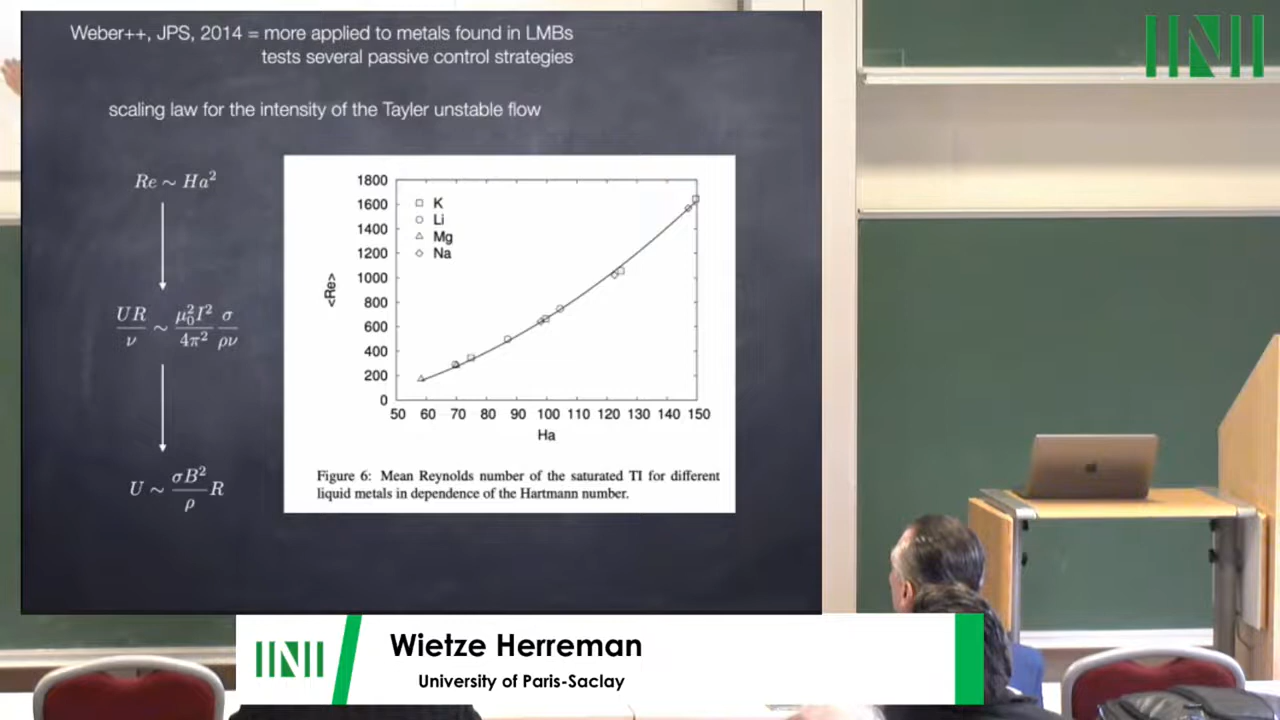 Weber++, JPS, 2014 = more applied to metals found in LMBs
tests several passive control strategies
scaling law for the intensity of the Tayler unstable flow
Re ∼ Ha²
UR/ν ∼ μ₀²I²/4π² σ/ρν
U ∼ σB²/ρ R
1800
1600
1400
1200
1000
800
600
400
200
0
K
Li
Mg
Na
<Re>
50 60 70 80 90 100 110 120 130 140 150
Ha
Figure 6: Mean Reynolds number of the saturated TI for different
liquid metals in dependence of the Hartmann number.
INI
INI
Wietze Herreman
University of Paris-Saclay